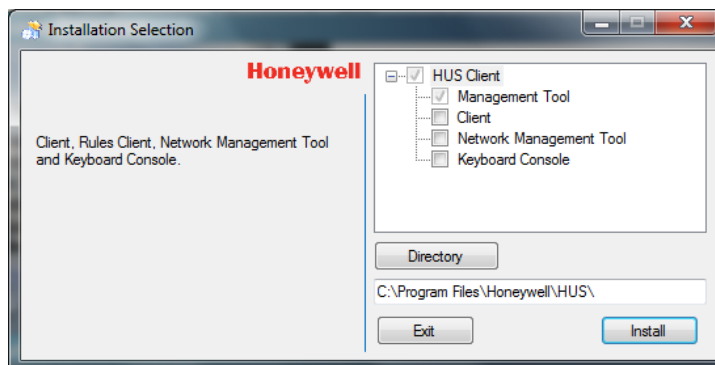 Installation Selection
Honeywell
Client, Rules Client, Network Management Tool
and Keyboard Console.
HUS Client
Management Tool
Client
Network Management Tool
Keyboard Console
Directory
C:\Program Files\Honeywell\HUS\
Exit
Install